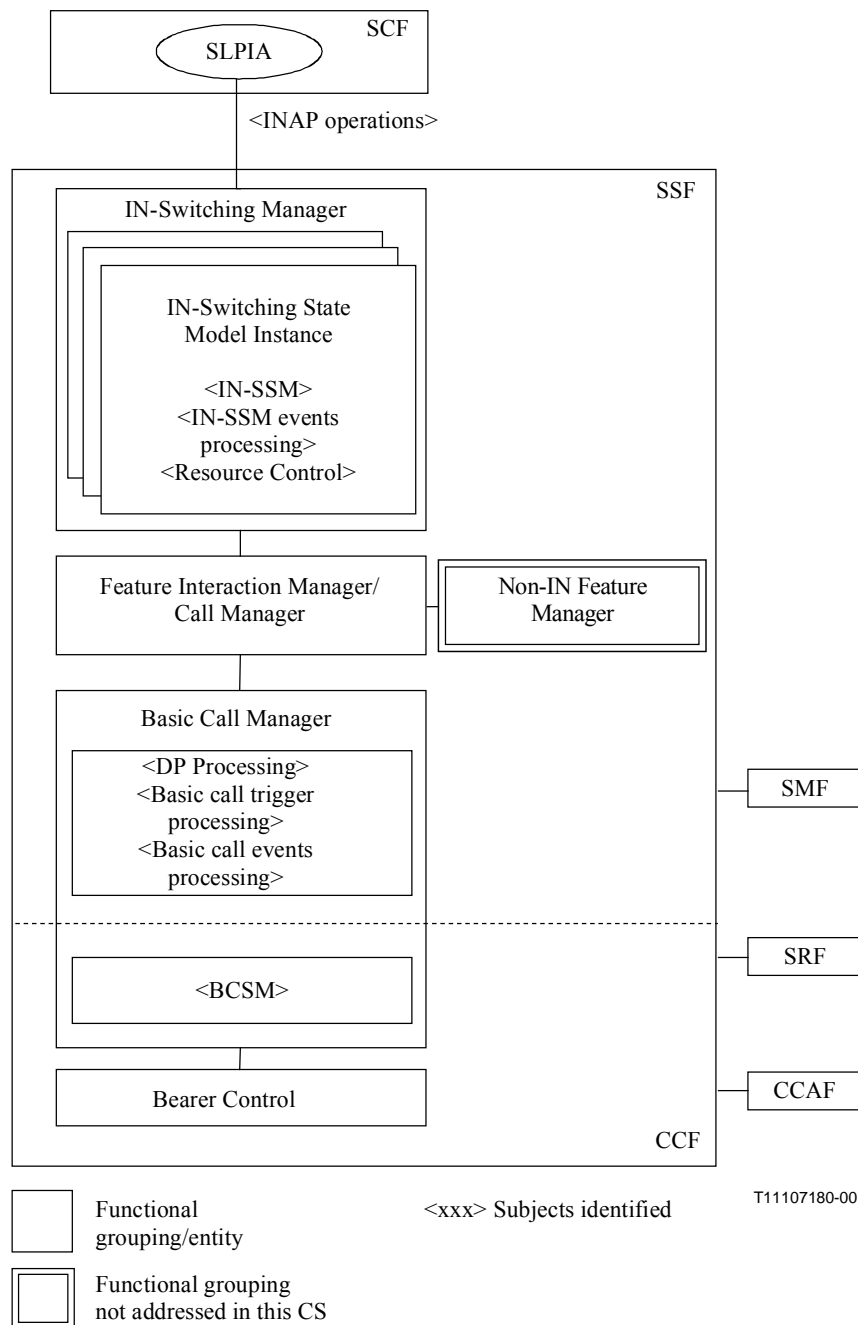 SCF
SLPIA
<INAP operations>
SSF
IN-Switching Manager
IN-Switching State
Model Instance
<IN-SSM>
<IN-SSM events
processing>
<Resource Control>
Feature Interaction Manager/
Call Manager
Non-IN Feature
Manager
Basic Call Manager
<DP Processing>
<Basic call trigger
processing>
<Basic call events
processing>
SMF
SRF
<BCSM>
CCAF
Bearer Control
CCF
T11107180-00
Functional
grouping/entity
<xxx> Subjects identified
Functional grouping
not addressed in this CS